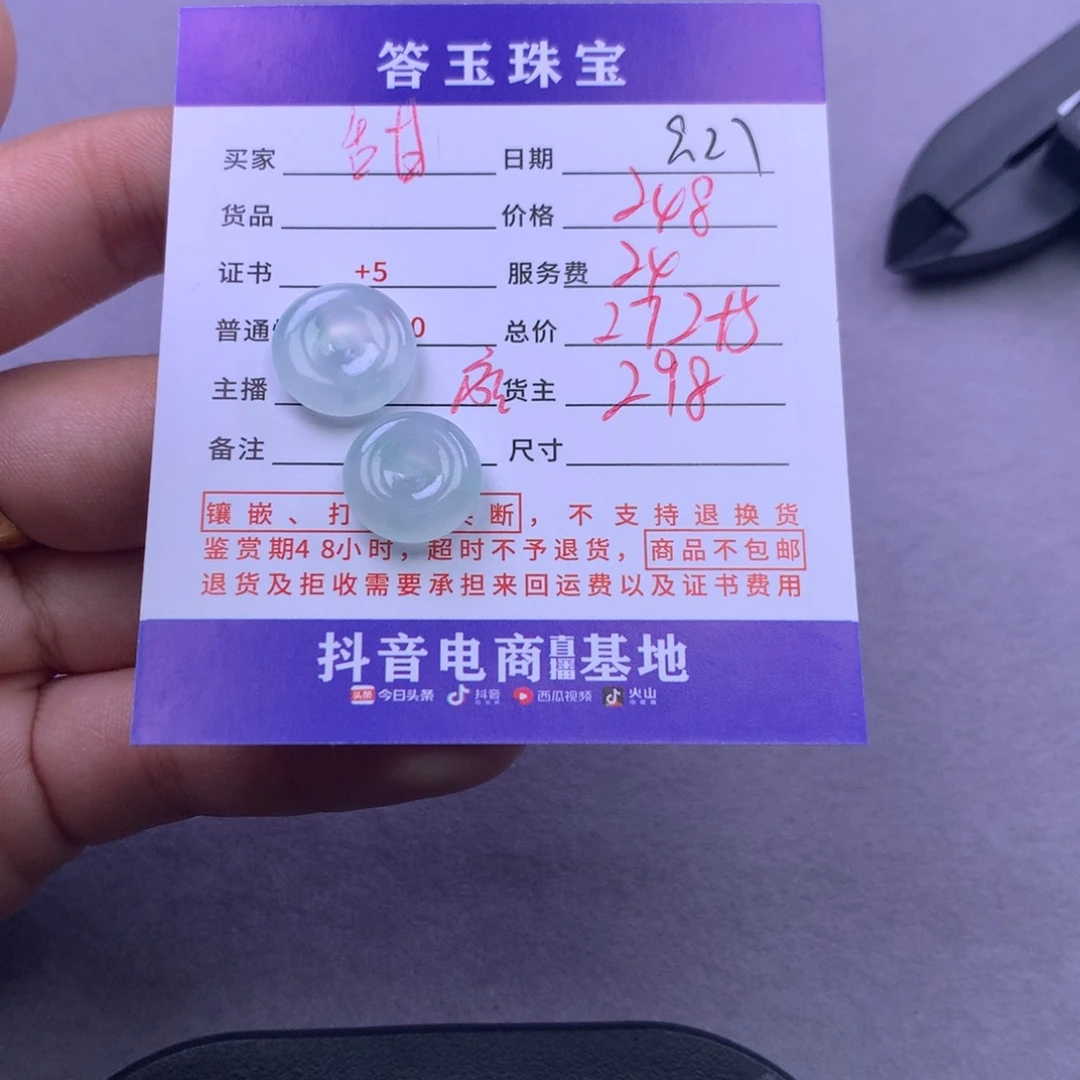 答玉珠宝
买家 日期 8.27
货品 价格 248
证书 +5 服务费 24
普通 0 总价 272+5
主播 货主 298
备注 尺寸
镶嵌、打 断，不支持退换货
鉴赏期48小时，超时不予退货，商品不包邮
退货及拒收需要承担来回运费以及证书费用
抖音电商直播基地
今日头条 抖音 西瓜视频 火山